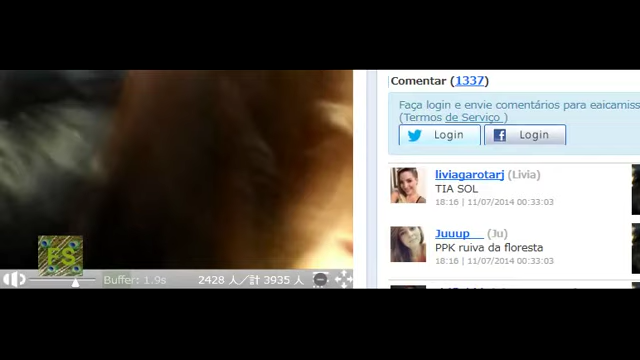 Comentar (1337)
Faça login e envie comentários para eaicamiss
(Termos de Serviço )
Login
Login
liviagarotarj (Livia)
TIA SOL
18:16 | 11/07/2014 00:33:03
Juuup__ (Ju)
PPK ruiva da floresta
18:16 | 11/07/2014 00:33:03
FS
Buffer: 1.9s
2428 人／計 3935 人